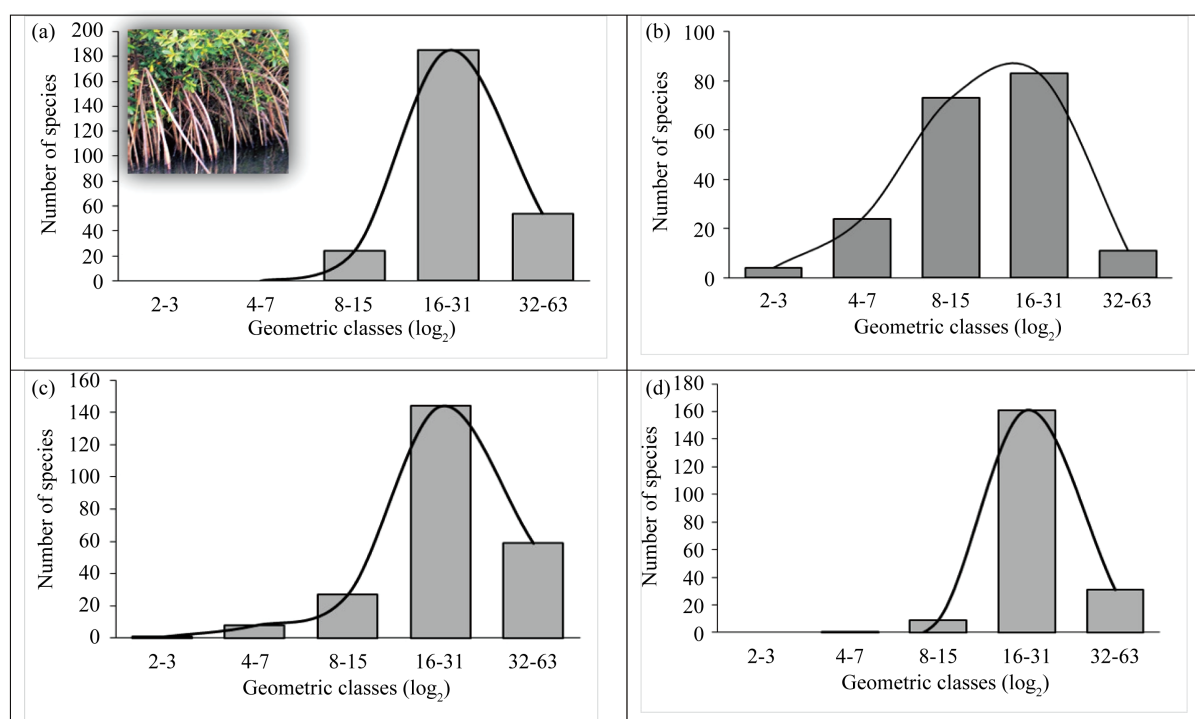 (a)
Number of species
200
180
160
140
120
100
80
60
40
20
0
2-3 4-7 8-15 16-31 32-63
Geometric classes (log2)
(b)
Number of species
100
80
60
40
20
0
2-3 4-7 8-15 16-31 32-63
Geometric classes (log2)
(c)
Number of species
160
140
120
100
80
60
40
20
0
2-3 4-7 8-15 16-31 32-63
Geometric classes (log2)
(d)
Number of species
180
160
140
120
100
80
60
40
20
0
2-3 4-7 8-15 16-31 32-63
Geometric classes (log2)